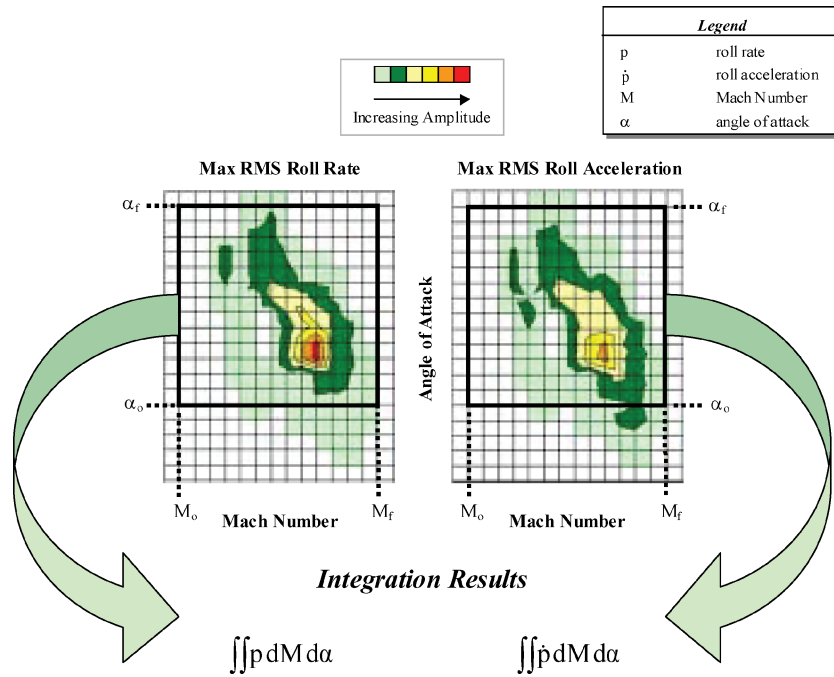 Legend
p roll rate
ṗ roll acceleration
M Mach Number
α angle of attack
Increasing Amplitude
Max RMS Roll Rate
Max RMS Roll Acceleration
α_f
α_f
Angle of Attack
α_o
α_o
M_o
M_f
M_o
M_f
Mach Number
Mach Number
Integration Results
∬p dM dα
∬ṗ dM dα